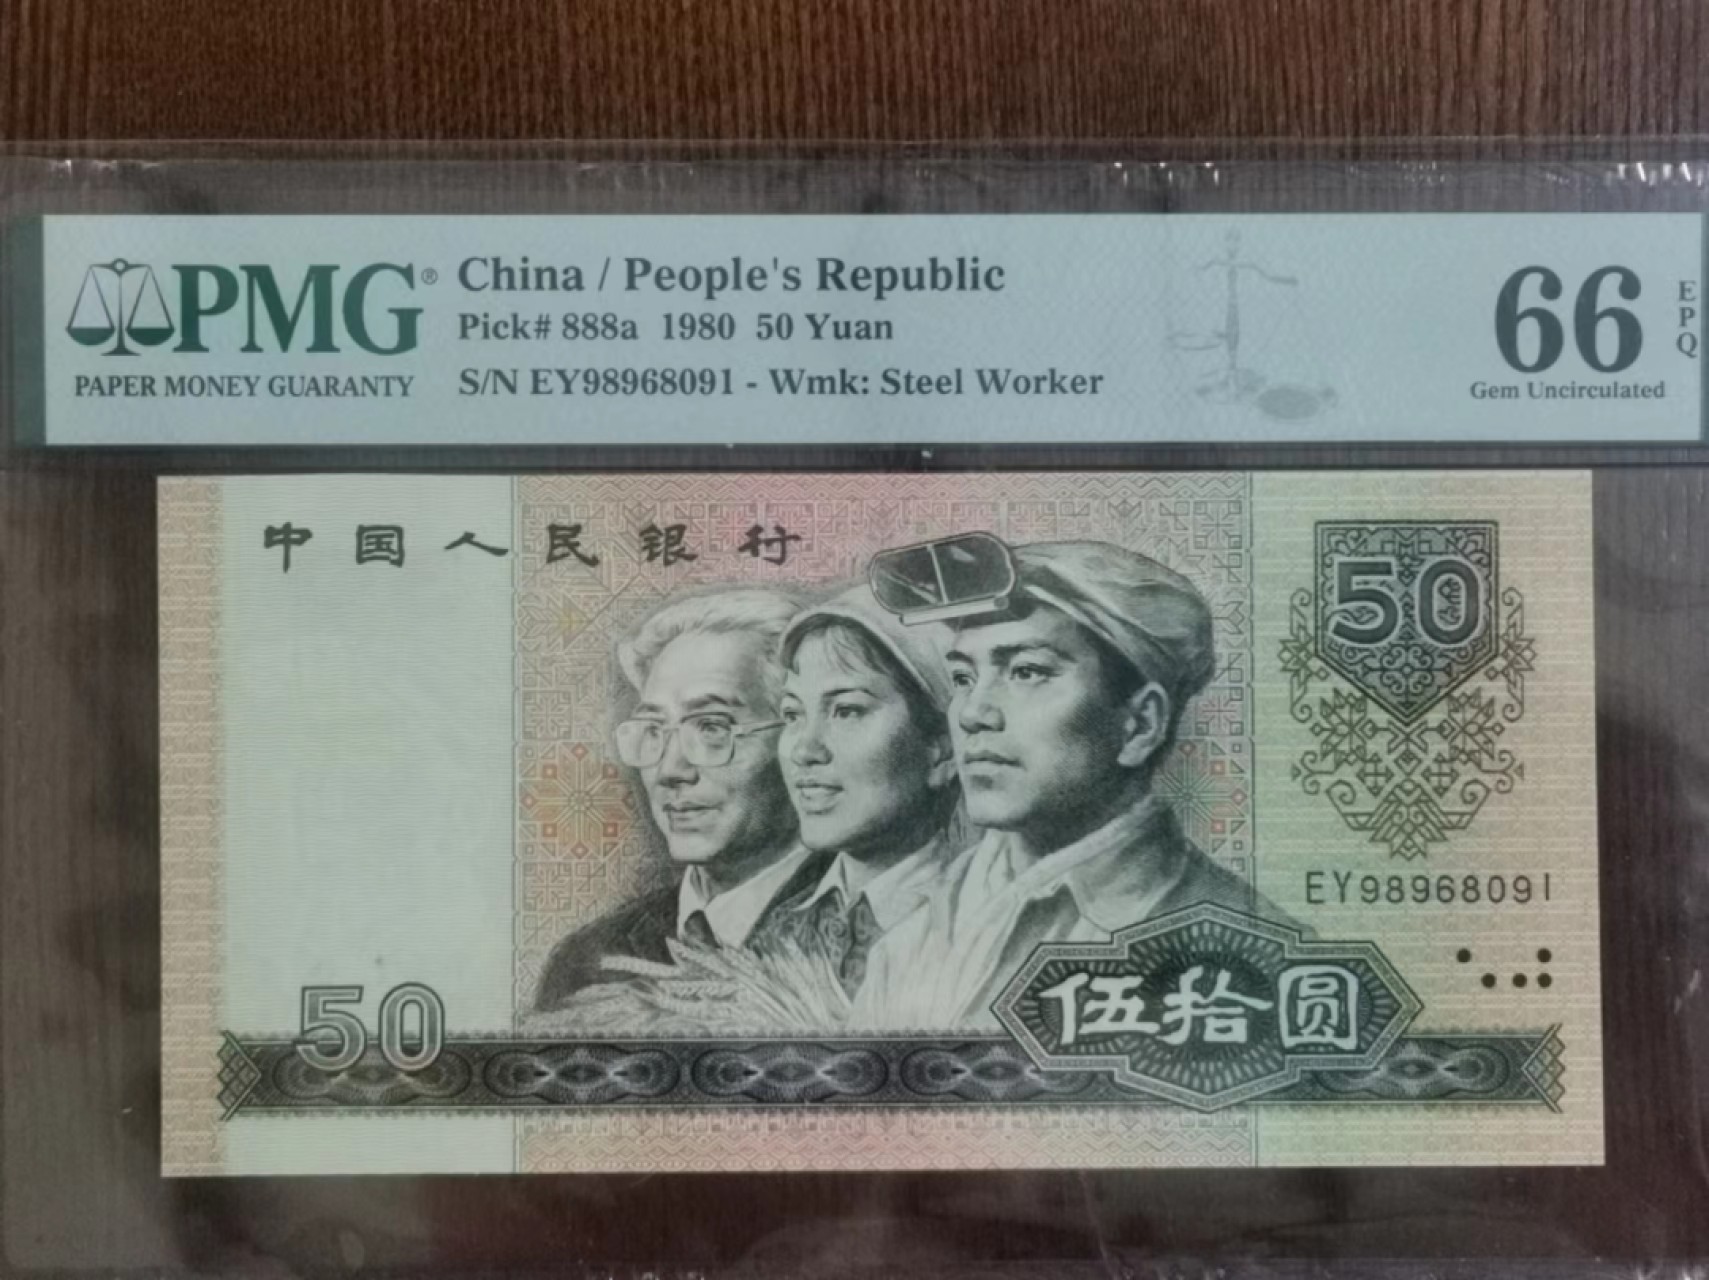 PMG®
PAPER MONEY GUARANTY
China / People's Republic
Pick# 888a 1980 50 Yuan
S/N EY98968091 - Wmk: Steel Worker
66
EPQ
Gem Uncirculated
中国人民银行
50
EY98968091
50
伍拾圆